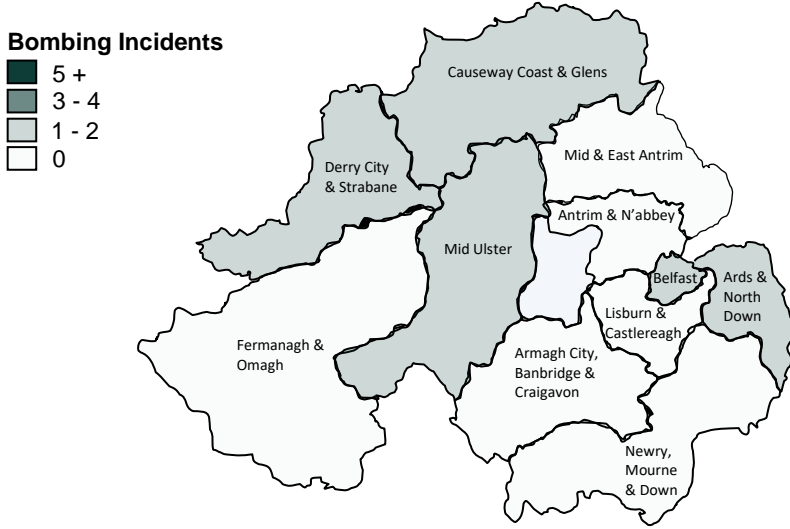 Bombing Incidents
5 +
3 - 4
1 - 2
0
Causeway Coast & Glens
Mid & East Antrim
Derry City
& Strabane
Antrim & N'abbey
Mid Ulster
Belfast
Ards &
North
Down
Lisburn &
Castlereagh
Fermanagh &
Omagh
Armagh City,
Banbridge &
Craigavon
Newry,
Mourne
& Down